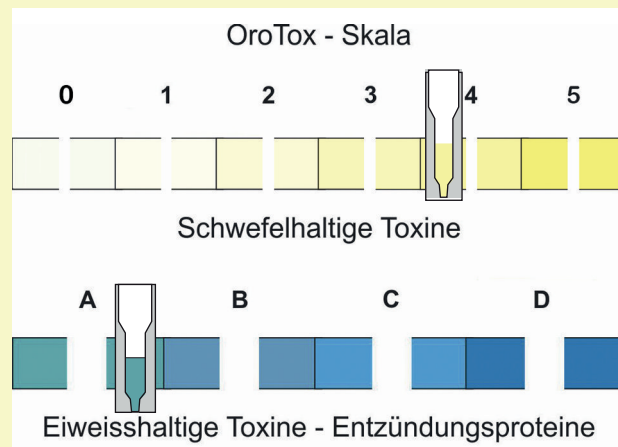 OroTox - Skala
0 1 2 3 4 5
Schwefelhaltige Toxine
A B C D
Eiweisshaltige Toxine - Entzündungsproteine